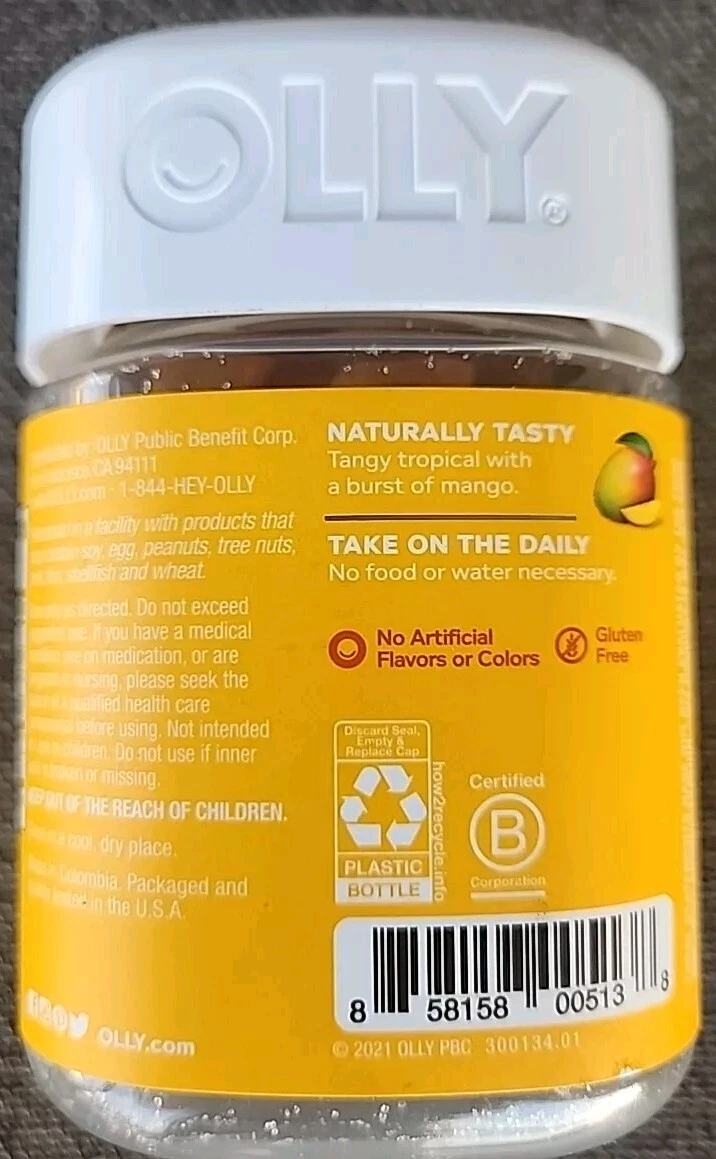 OLLY®
by: OLLY Public Benefit Corp.
CA 94111
1-844-HEY-OLLY
in a facility with products that
soy, egg, peanuts, tree nuts,
shellfish and wheat.
as directed. Do not exceed
If you have a medical
on medication, or are
nursing, please seek the
qualified health care
before using. Not intended
children. Do not use if inner
broken or missing.
KEEP OUT OF THE REACH OF CHILDREN.
cool, dry place.
Colombia. Packaged and
tested in the U.S.A.
OLLY.com
NATURALLY TASTY
Tangy tropical with
a burst of mango.
TAKE ON THE DAILY
No food or water necessary.
No Artificial
Flavors or Colors
Gluten
Free
Discard Seal,
Empty &
Replace Cap
PLASTIC
BOTTLE
how2recycle.info
Certified
B
Corporation
8 58158 00513 8
© 2021 OLLY PBC 300134.01